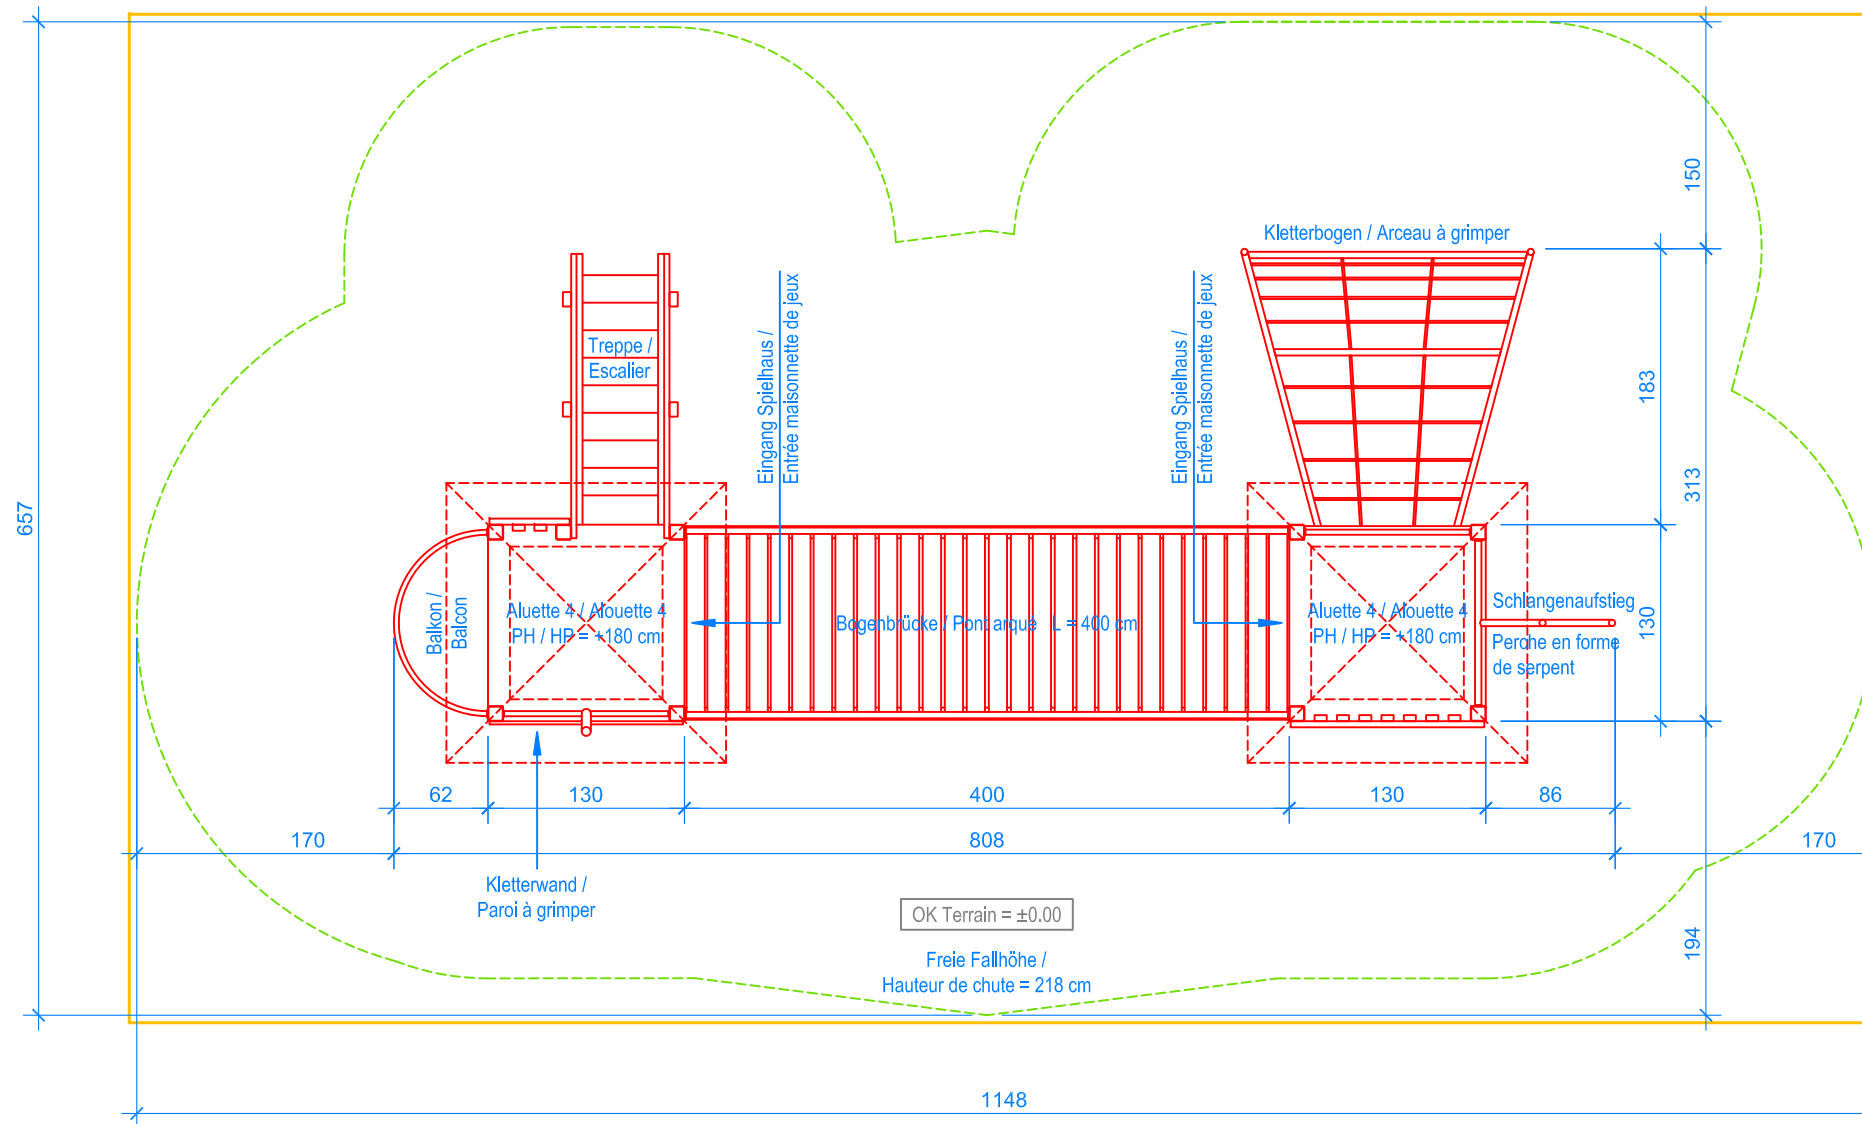 150
Kletterbogen / Arceau à grimper
Eingang Spielhaus /
Entrée maisonnette de jeux
Eingang Spielhaus /
Entrée maisonnette de jeux
Treppe /
Escalier
183
313
657
Balkon /
Balcon
Aluette 4 / Alouette 4
PH / HP = +180 cm
Bogenbrücke / Pont arqué L = 400 cm
Aluette 4 / Alouette 4
PH / HP = +180 cm
Schlangenaufstieg
Perche en forme
de serpent
130
62
130
400
130
86
170
808
170
Kletterwand /
Paroi à grimper
OK Terrain = ±0.00
Freie Fallhöhe /
Hauteur de chute = 218 cm
194
1148